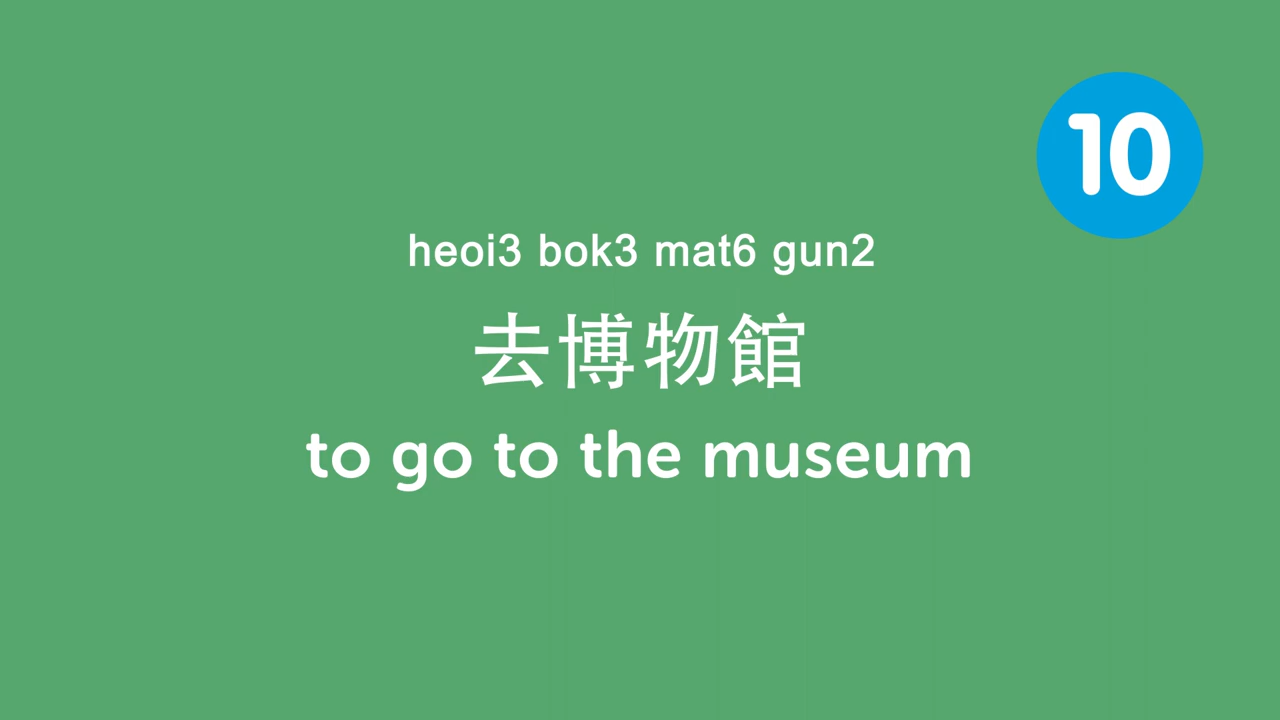 10
heoi3 bok3 mat6 gun2
去博物館
to go to the museum